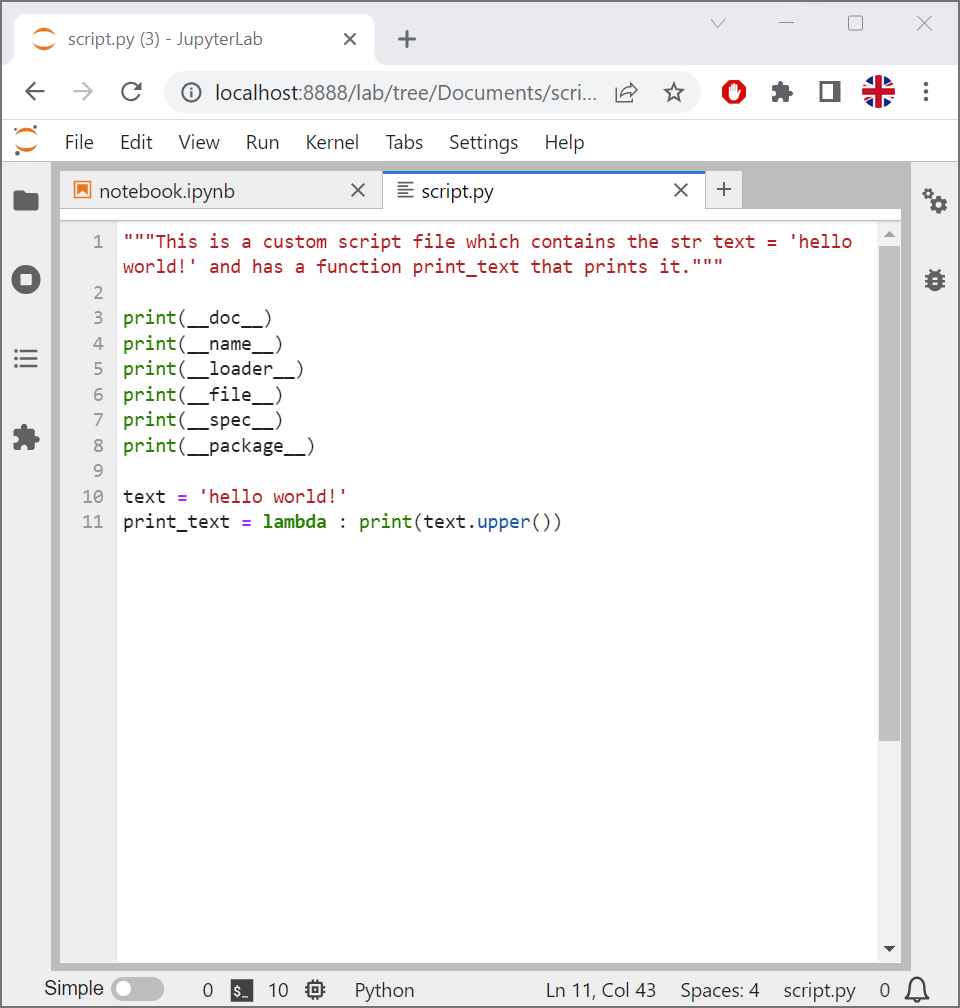 script.py (3) - JupyterLab
localhost:8888/lab/tree/Documents/scri...
File Edit View Run Kernel Tabs Settings Help
notebook.ipynb script.py
1 """This is a custom script file which contains the str text = 'hello
world!' and has a function print_text that prints it."""
2
3 print(__doc__)
4 print(__name__)
5 print(__loader__)
6 print(__file__)
7 print(__spec__)
8 print(__package__)
9
10 text = 'hello world!'
11 print_text = lambda : print(text.upper())
Simple 0 $_ 10 Python Ln 11, Col 43 Spaces: 4 script.py 0